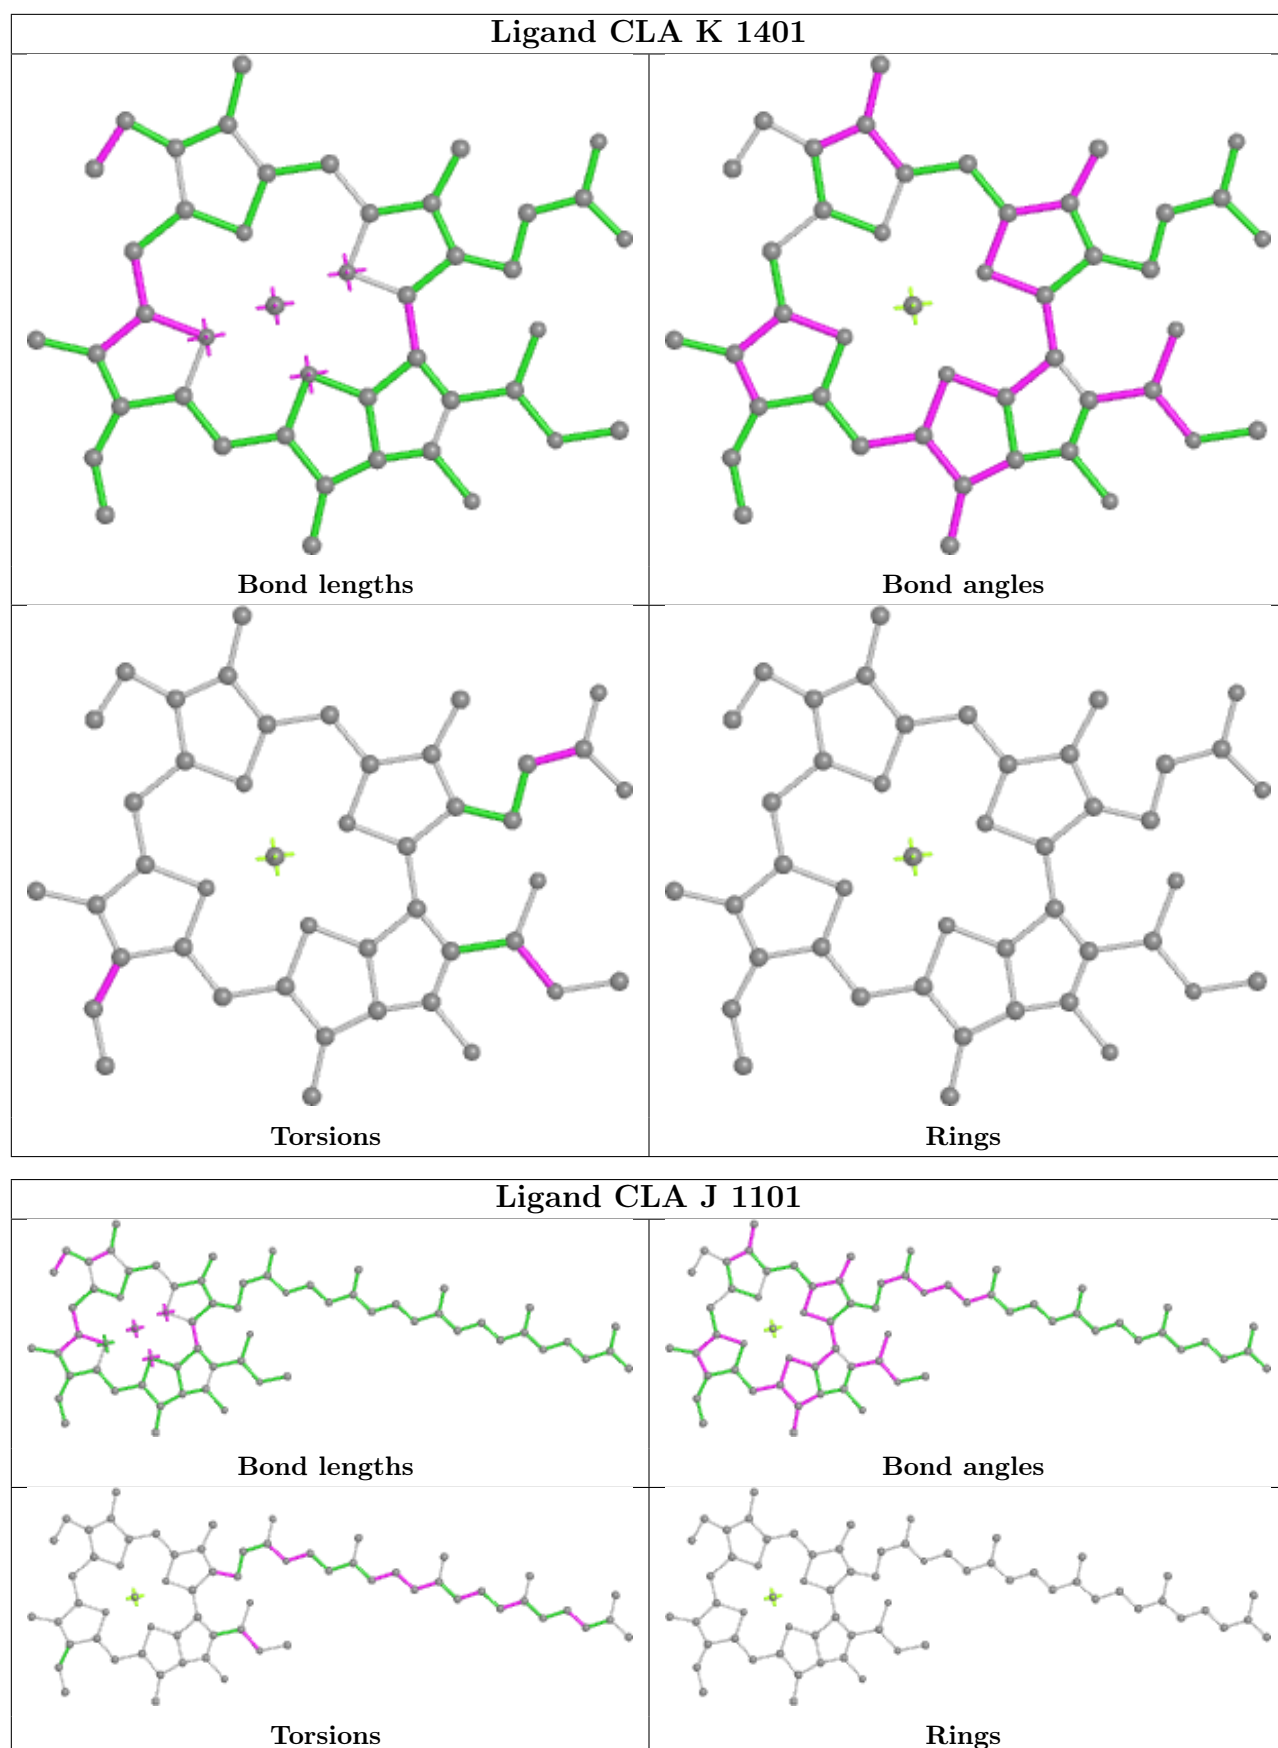 Ligand CLA K 1401
Bond lengths
Bond angles
Torsions
Rings
Ligand CLA J 1101
Bond lengths
Bond angles
Torsions
Rings